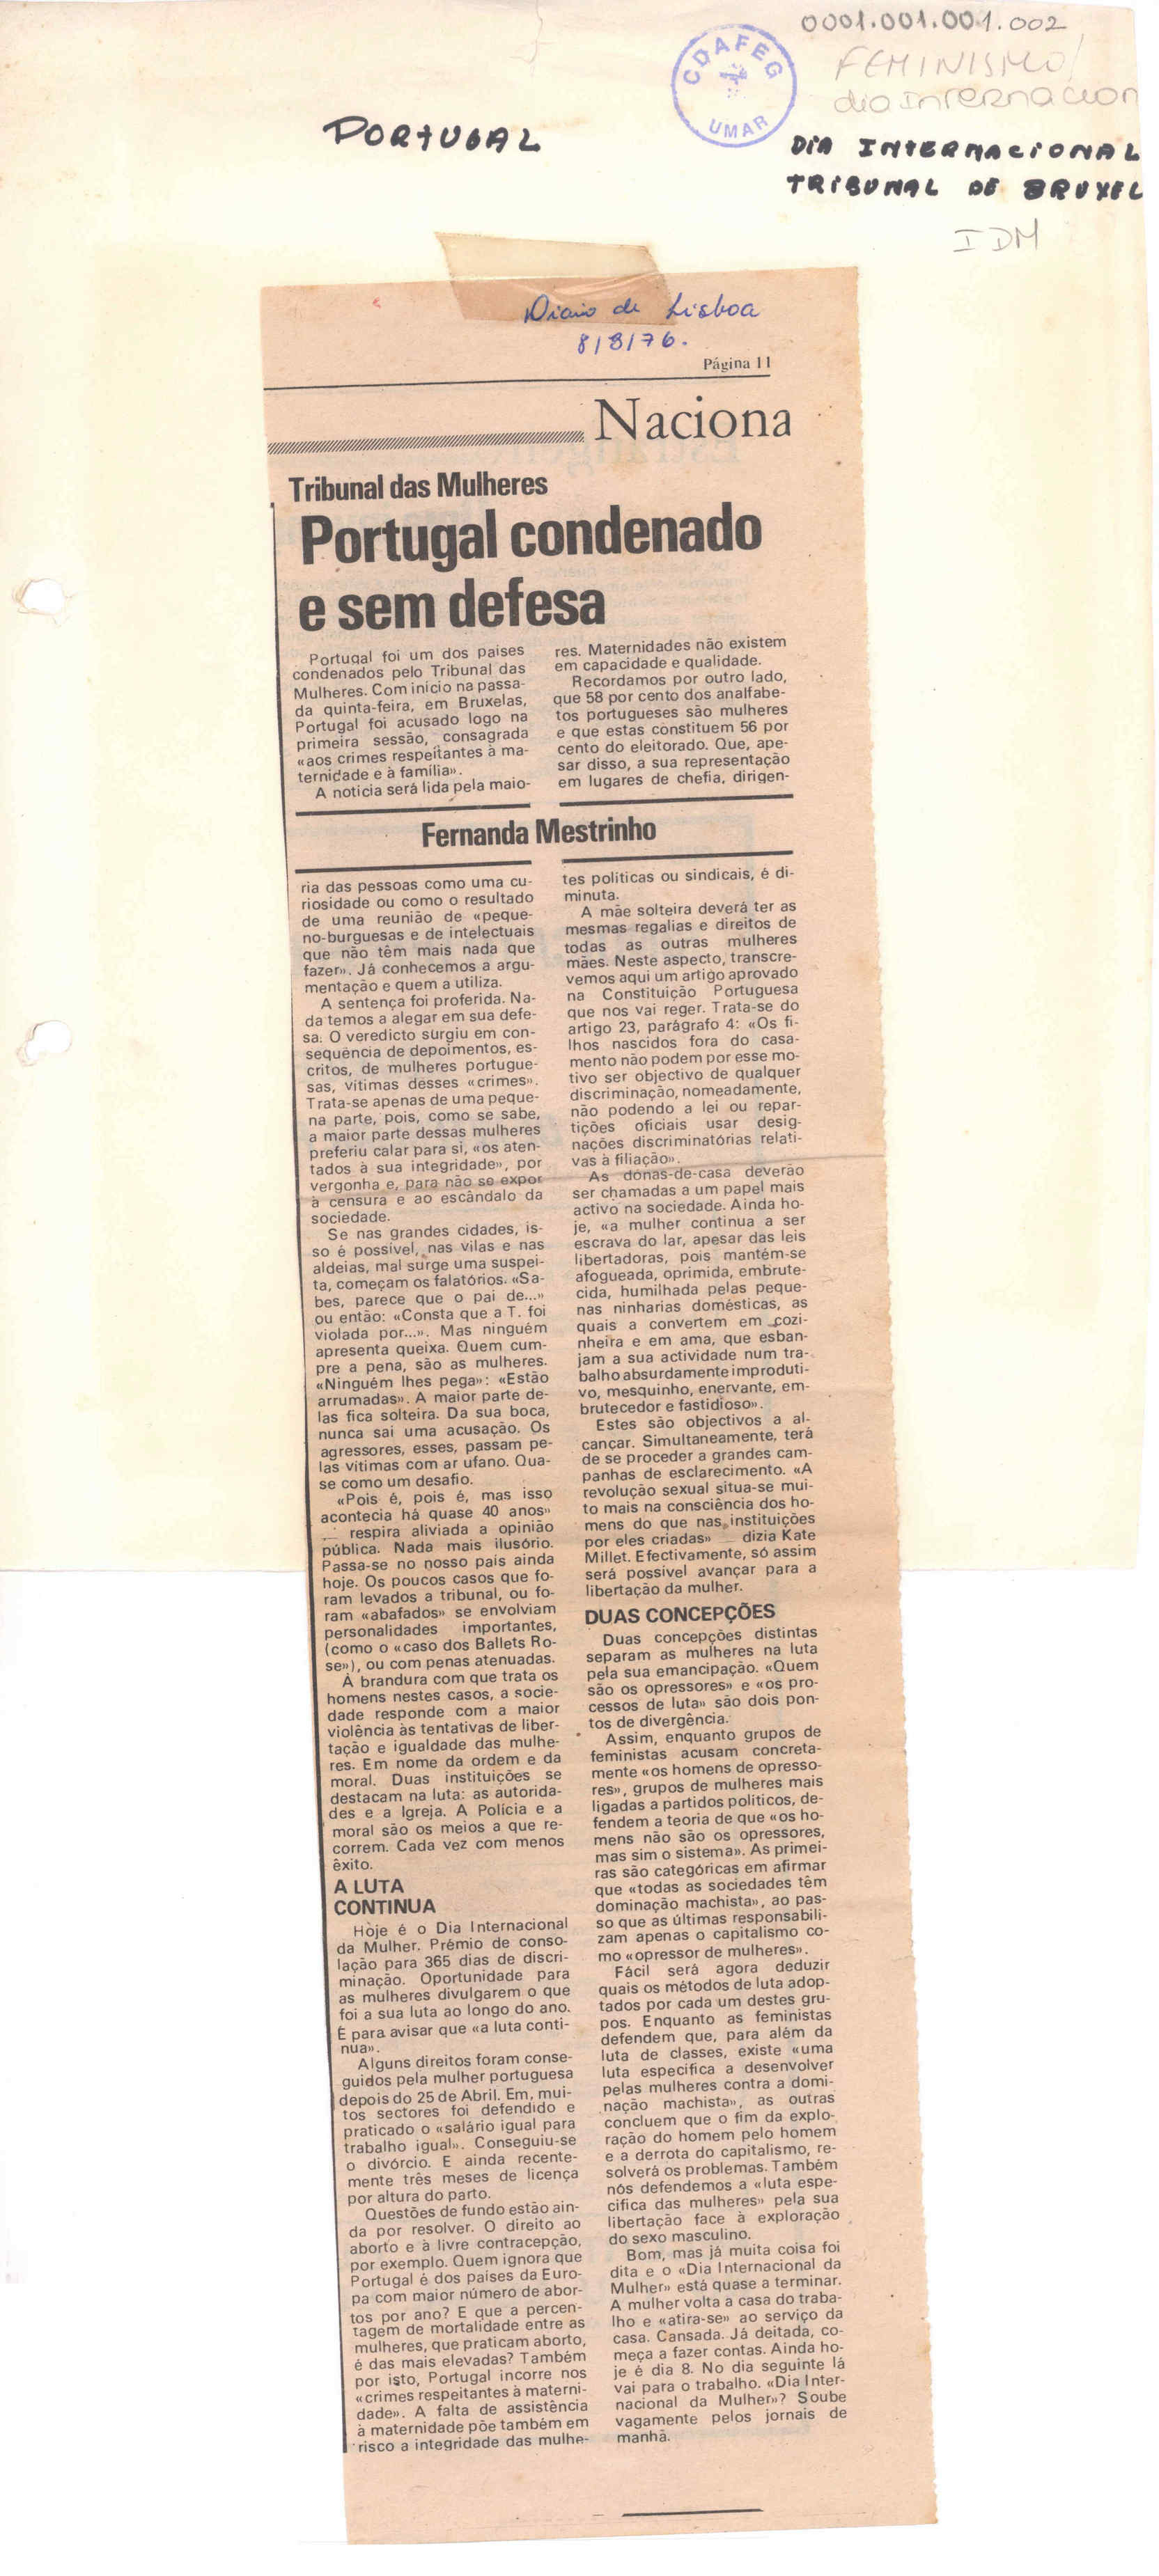 0001.001.001.002
FEMINISMO/
dia INTERNACION
CDAFEG
UMAR
PORTUGAL
DIA INTERNACIONAL
TRIBUNAL DE BRUXEL
IDM
Diario de Lisboa
8/3/76.
Página 11
Naciona
Tribunal das Mulheres
Portugal condenado
e sem defesa
Portugal foi um dos países
condenados pelo Tribunal das
Mulheres. Com início na passa-
da quinta-feira, em Bruxelas,
Portugal foi acusado logo na
primeira sessão, consagrada
«aos crimes respeitantes à ma-
ternidade e à família».
A notícia será lida pela maio-
Fernanda Mestrinho
ria das pessoas como uma cu-
riosidade ou como o resultado
de uma reunião de «peque-
no-burguesas e de intelectuais
que não têm mais nada que
fazer». Já conhecemos a argu-
mentação e quem a utiliza.
A sentença foi proferida. Na-
da temos a alegar em sua defe-
sa. O veredicto surgiu em con-
sequência de depoimentos, es-
critos, de mulheres portugue-
sas, vítimas desses «crimes».
Trata-se apenas de uma peque-
na parte, pois, como se sabe,
a maior parte dessas mulheres
preferiu calar para si, «os aten-
tados à sua integridade», por
vergonha e, para não se expor
à censura e ao escândalo da
sociedade.
Se nas grandes cidades, is-
so é possível, nas vilas e nas
aldeias, mal surge uma suspei-
ta, começam os falatórios. «Sa-
bes, parece que o pai de...»
ou então: «Consta que a T. foi
violada por...». Mas ninguém
apresenta queixa. Quem cum-
pre a pena, são as mulheres.
«Ninguém lhes pega»: «Estão
arrumadas». A maior parte de-
las fica solteira. Da sua boca,
nunca sai uma acusação. Os
agressores, esses, passam pe-
las vítimas com ar ufano. Qua-
se como um desafio.
«Pois é, pois é, mas isso
acontecia há quase 40 anos»
— respira aliviada a opinião
pública. Nada mais ilusório.
Passa-se no nosso país ainda
hoje. Os poucos casos que fo-
ram levados a tribunal, ou fo-
ram «abafados» se envolviam
personalidades importantes,
(como o «caso dos Ballets Ro-
se»), ou com penas atenuadas.
À brandura com que trata os
homens nestes casos, a socie-
dade responde com a maior
violência às tentativas de liber-
tação e igualdade das mulhe-
res. Em nome da ordem e da
moral. Duas instituições se
destacam na luta: as autorida-
des e a Igreja. A Polícia e a
moral são os meios a que re-
correm. Cada vez com menos
êxito.
A LUTA
CONTINUA
Hoje é o Dia Internacional
da Mulher. Prémio de conso-
lação para 365 dias de discri-
minação. Oportunidade para
as mulheres divulgarem o que
foi a sua luta ao longo do ano.
É para avisar que «a luta conti-
nua».
Alguns direitos foram conse-
guidos pela mulher portuguesa
depois do 25 de Abril. Em, mui-
tos sectores foi defendido e
praticado o «salário igual para
trabalho igual». Conseguiu-se
o divórcio. E ainda recente-
mente três meses de licença
por altura do parto.
Questões de fundo estão ain-
da por resolver. O direito ao
aborto e à livre contracepção,
por exemplo. Quem ignora que
Portugal é dos países da Euro-
pa com maior número de abor-
tos por ano? E que a percen-
tagem de mortalidade entre as
mulheres, que praticam aborto,
é das mais elevadas? Também
por isto, Portugal incorre nos
«crimes respeitantes à materni-
dade». A falta de assistência
à maternidade põe também em
risco a integridade das mulhe-
res. Maternidades não existem
em capacidade e qualidade.
Recordamos por outro lado,
que 58 por cento dos analfabe-
tos portugueses são mulheres
e que estas constituem 56 por
cento do eleitorado. Que, ape-
sar disso, a sua representação
em lugares de chefia, dirigen-
tes políticas ou sindicais, é di-
minuta.
A mãe solteira deverá ter as
mesmas regalias e direitos de
todas as outras mulheres
mães. Neste aspecto, transcre-
vemos aqui um artigo aprovado
na Constituição Portuguesa
que nos vai reger. Trata-se do
artigo 23, parágrafo 4: «Os fi-
lhos nascidos fora do casa-
mento não podem por esse mo-
tivo ser objectivo de qualquer
discriminação, nomeadamente,
não podendo a lei ou repar-
tições oficiais usar desig-
nações discriminatórias relati-
vas à filiação».
As donas-de-casa deverão
ser chamadas a um papel mais
activo na sociedade. Ainda ho-
je, «a mulher continua a ser
escrava do lar, apesar das leis
libertadoras, pois mantém-se
afogueada, oprimida, embrute-
cida, humilhada pelas peque-
nas ninharias domésticas, as
quais a convertem em cozi-
nheira e em ama, que esban-
jam a sua actividade num tra-
balho absurdamente improduti-
vo, mesquinho, enervante, em-
brutecedor e fastidioso».
Estes são objectivos a al-
cançar. Simultaneamente, terá
de se proceder a grandes cam-
panhas de esclarecimento. «A
revolução sexual situa-se mui-
to mais na consciência dos ho-
mens do que nas instituições
por eles criadas» — dizia Kate
Millet. Efectivamente, só assim
será possível avançar para a
libertação da mulher.
DUAS CONCEPÇÕES
Duas concepções distintas
separam as mulheres na luta
pela sua emancipação. «Quem
são os opressores» e «os pro-
cessos de luta» são dois pon-
tos de divergência.
Assim, enquanto grupos de
feministas acusam concreta-
mente «os homens de opresso-
res», grupos de mulheres mais
ligadas a partidos políticos, de-
fendem a teoria de que «os ho-
mens não são os opressores,
mas sim o sistema». As primei-
ras são categóricas em afirmar
que «todas as sociedades têm
dominação machista», ao pas-
so que as últimas responsabili-
zam apenas o capitalismo co-
mo «opressor de mulheres».
Fácil será agora deduzir
quais os métodos de luta adop-
tados por cada um destes gru-
pos. Enquanto as feministas
defendem que, para além da
luta de classes, existe «uma
luta específica a desenvolver
pelas mulheres contra a domi-
nação machista», as outras
concluem que o fim da explo-
ração do homem pelo homem
e a derrota do capitalismo, re-
solverá os problemas. Também
nós defendemos a «luta espe-
cífica das mulheres» pela sua
libertação face à exploração
do sexo masculino.
Bom, mas já muita coisa foi
dita e o «Dia Internacional da
Mulher» está quase a terminar.
A mulher volta a casa do traba-
lho e «atira-se» ao serviço da
casa. Cansada. Já deitada, co-
meça a fazer contas. Ainda ho-
je é dia 8. No dia seguinte lá
vai para o trabalho. «Dia Inter-
nacional da Mulher»? Soube
vagamente pelos jornais de
manhã.